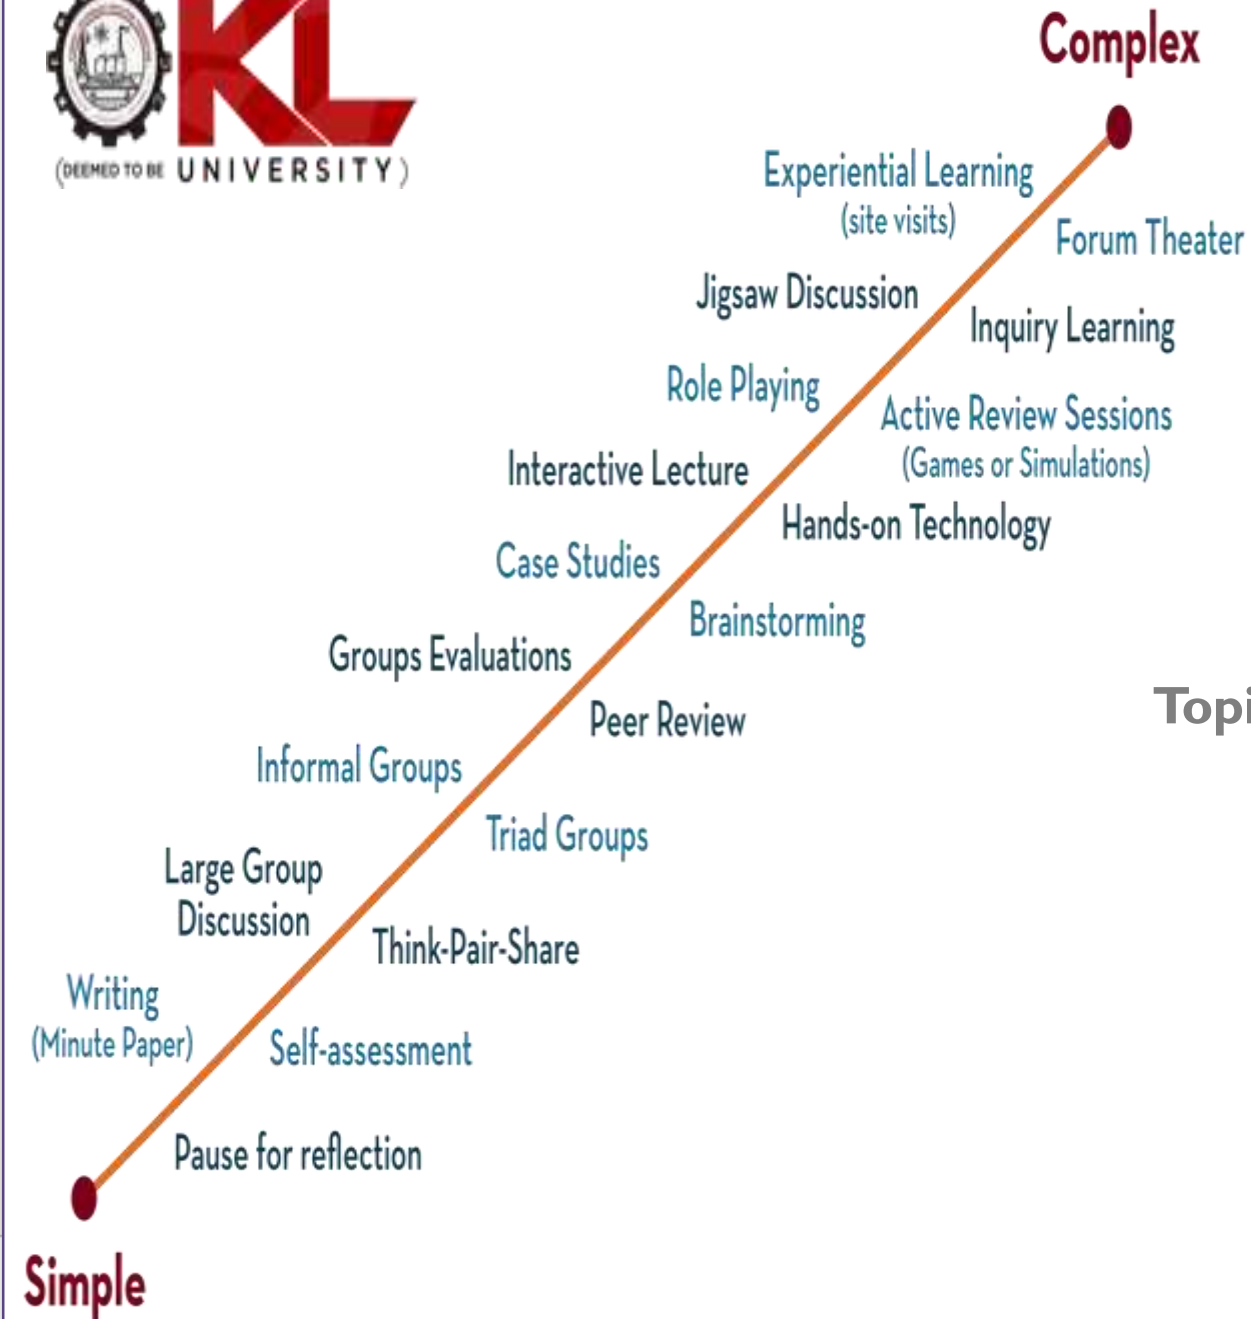 KL
(DEEMED TO BE UNIVERSITY)
Complex
Experiential Learning
(site visits)
Forum Theater
Jigsaw Discussion
Inquiry Learning
Role Playing
Active Review Sessions
(Games or Simulations)
Interactive Lecture
Hands-on Technology
Case Studies
Brainstorming
Groups Evaluations
Peer Review
Topi
Informal Groups
Triad Groups
Large Group
Discussion
Think-Pair-Share
Writing
(Minute Paper)
Self-assessment
Pause for reflection
Simple